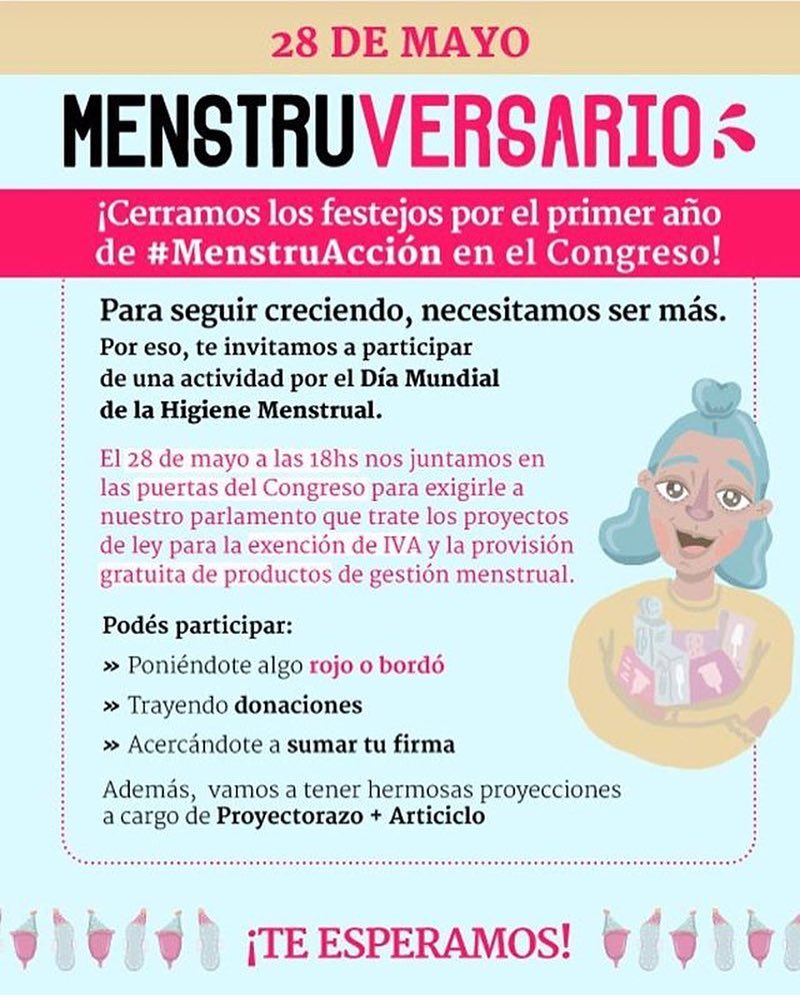 28 DE MAYO
MENSTRUVERSARIO
¡Cerramos los festejos por el primer año
de #MenstruAcción en el Congreso!
Para seguir creciendo, necesitamos ser más.
Por eso, te invitamos a participar
de una actividad por el Día Mundial
de la Higiene Menstrual.
El 28 de mayo a las 18hs nos juntamos en
las puertas del Congreso para exigirle a
nuestro parlamento que trate los proyectos
de ley para la exención de IVA y la provisión
gratuita de productos de gestión menstrual.
Podés participar:
» Poniéndote algo rojo o bordó
» Trayendo donaciones
» Acercándote a sumar tu firma
Además, vamos a tener hermosas proyecciones
a cargo de Proyectorazo + Articiclo
¡TE ESPERAMOS!